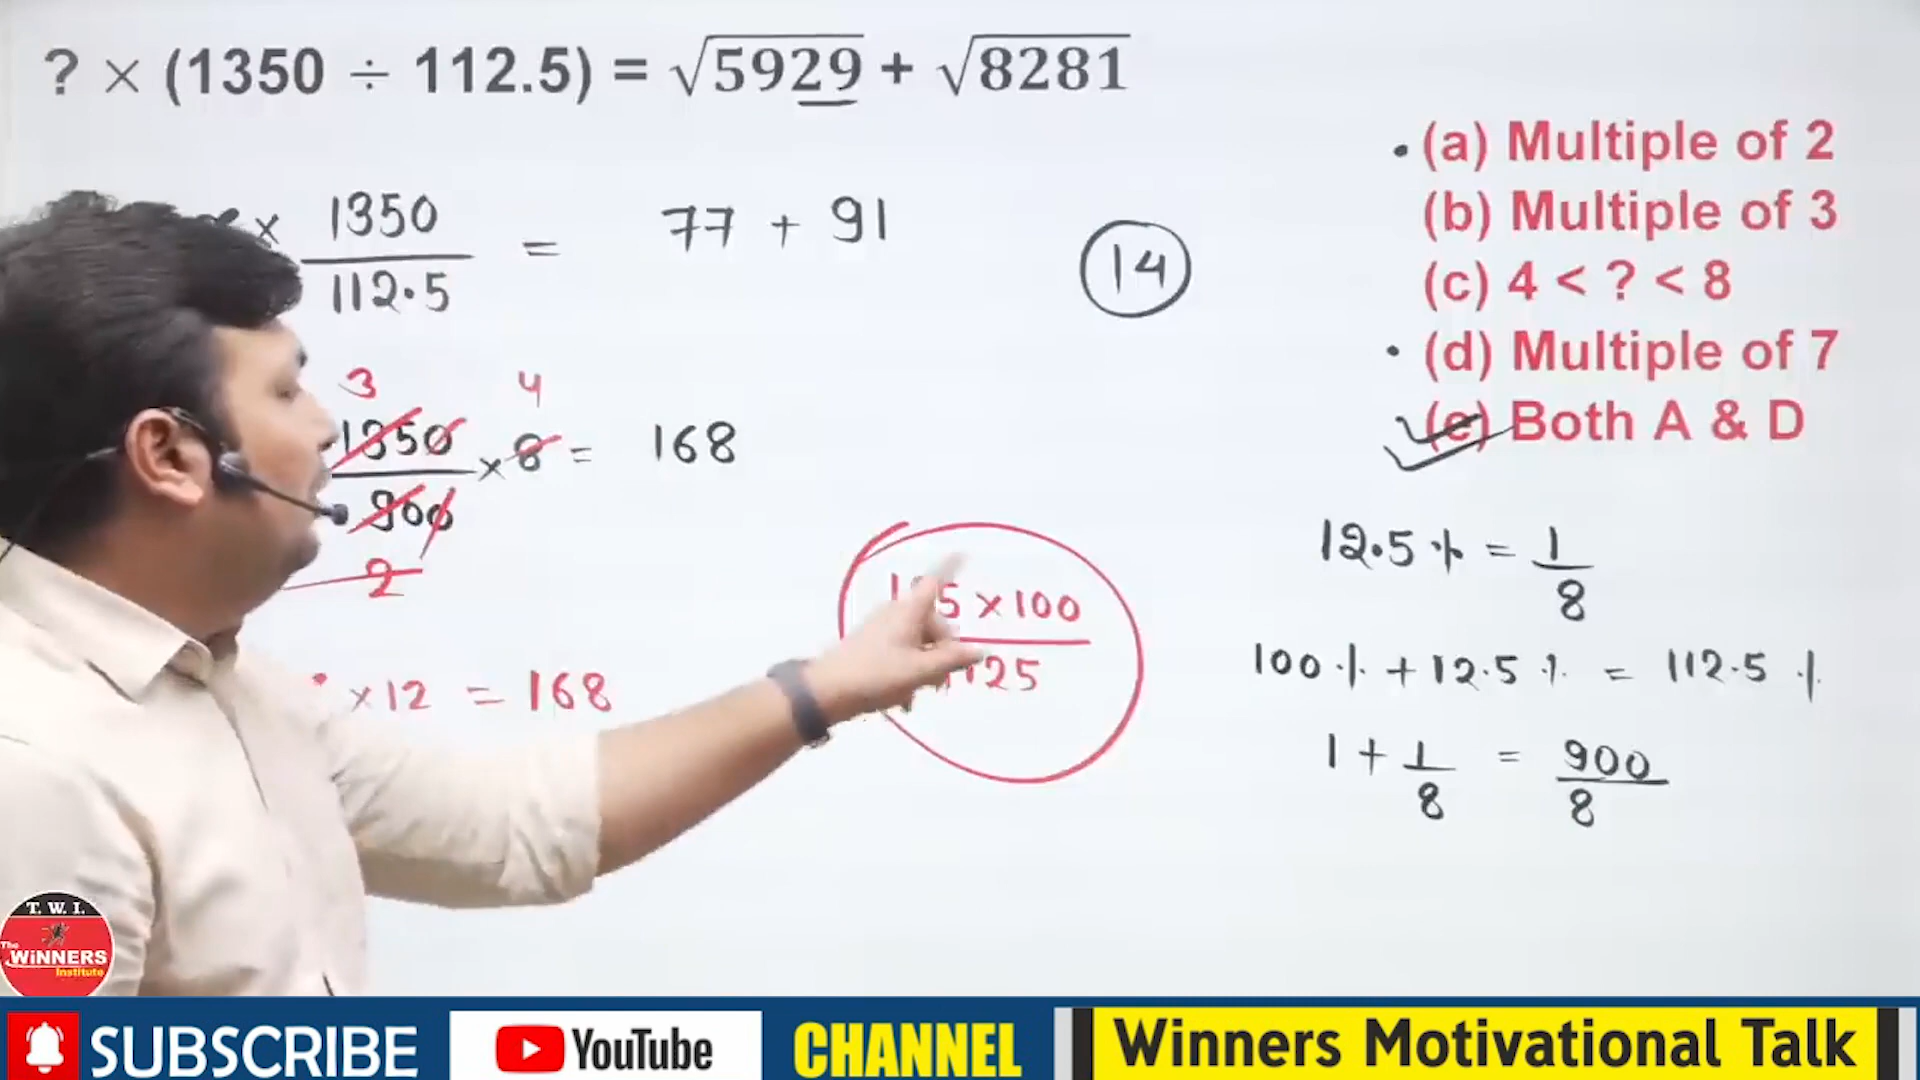 ? × (1350 ÷ 112.5) = √5929 + √8281
(a) Multiple of 2
(b) Multiple of 3
(c) 4 < ? < 8
(d) Multiple of 7
(e) Both A & D
× 1350 / 112.5 = 77 + 91
14
3 4
1350 / 900 × 8 = 168
2
× 12 = 168
× 100
12.5 % = 1/8
100 % + 12.5 % = 112.5 %
1 + 1/8 = 900/8
T. W. I.
The
WiNNERS
Institute
SUBSCRIBE YouTube CHANNEL Winners Motivational Talk